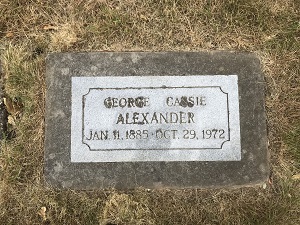 GEORGE CASSIE
ALEXANDER
JAN. 11, 1885 - OCT. 29, 1972